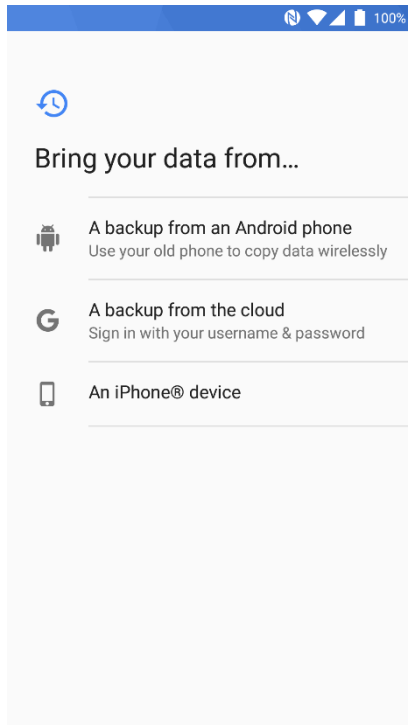 100%
Bring your data from...
A backup from an Android phone
Use your old phone to copy data wirelessly
G
A backup from the cloud
Sign in with your username & password
An iPhone® device